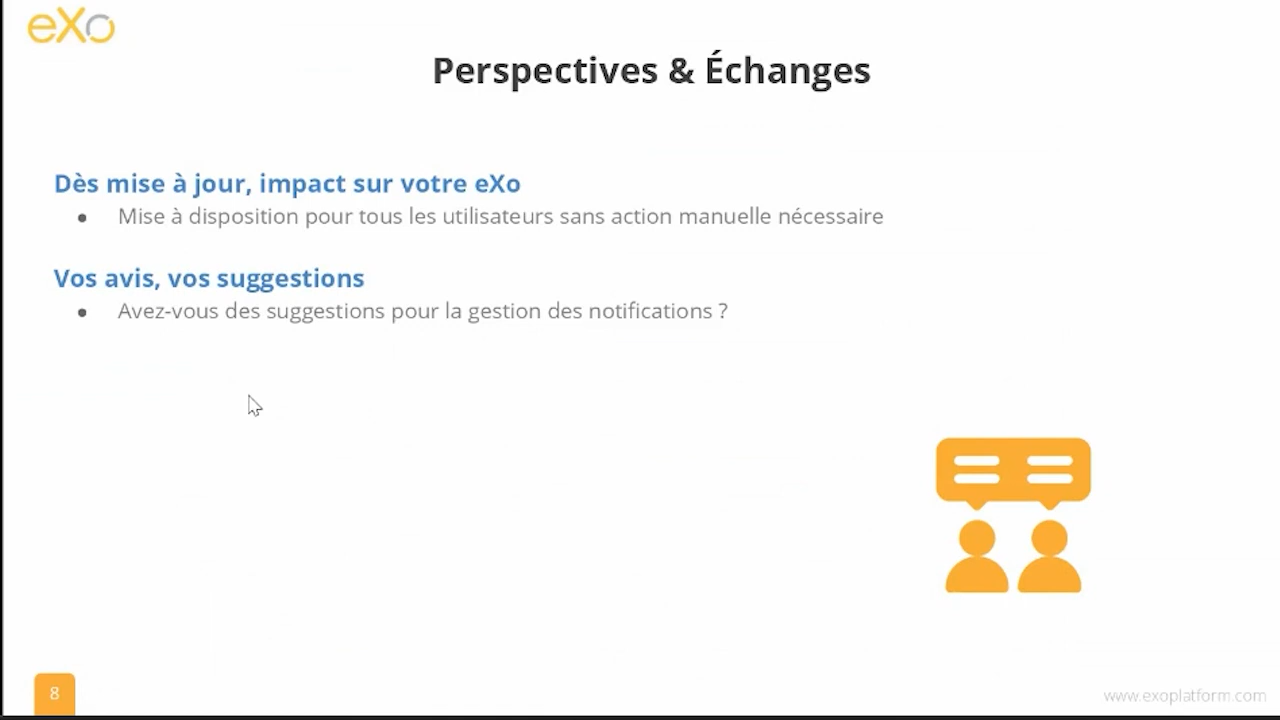 eXo
Perspectives & Échanges
Dès mise à jour, impact sur votre eXo
● Mise à disposition pour tous les utilisateurs sans action manuelle nécessaire
Vos avis, vos suggestions
● Avez-vous des suggestions pour la gestion des notifications ?
8
www.exoplatform.com